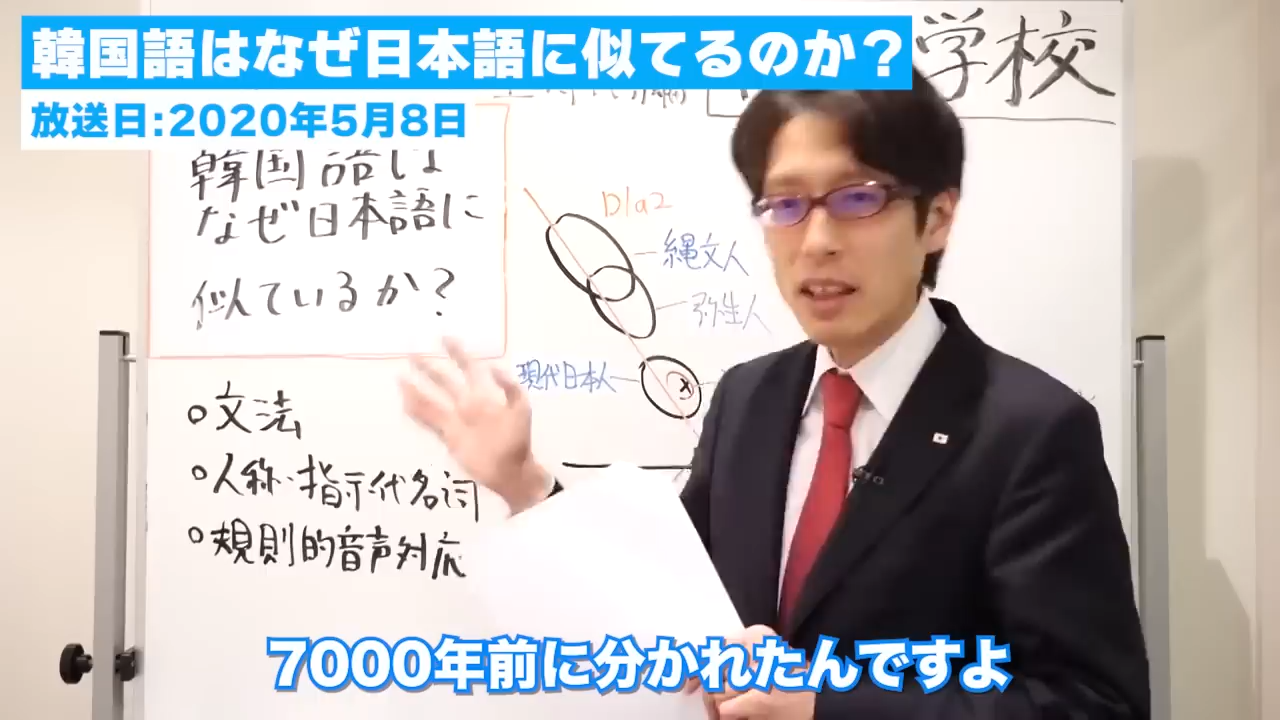 韓国語はなぜ日本語に似てるのか？
学校
放送日:2020年5月8日
韓国語は
なぜ日本語に
似ているか?
D1a2
縄文人
弥生人
現代日本人
×
○文法
○人称・指示代名詞
○規則的音声対応
7000年前に分かれたんですよ